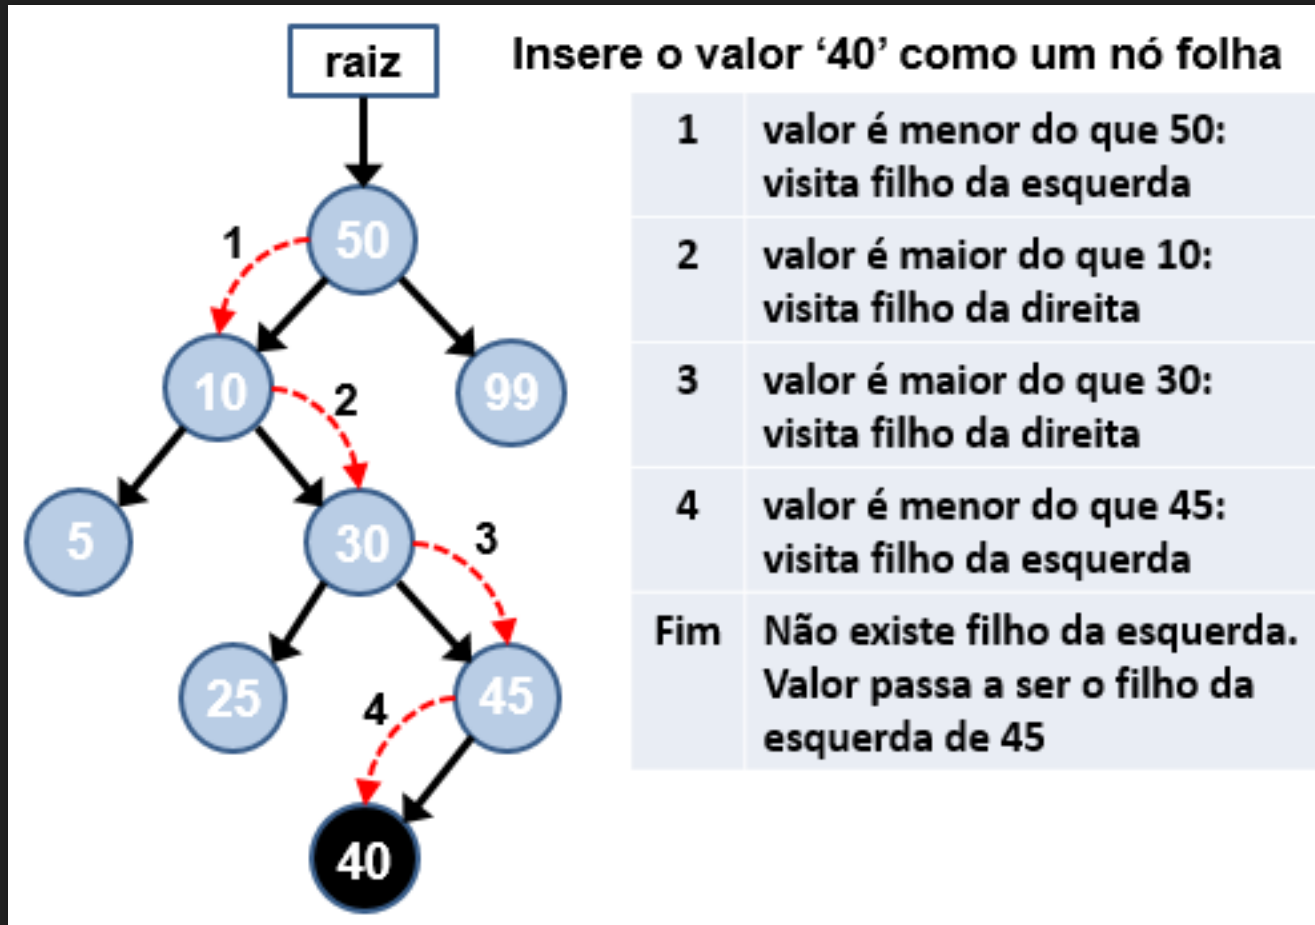 raiz
Insere o valor ‘40’ como um nó folha
50
1
10
2
99
5
30
3
25
45
4
40
1 valor é menor do que 50:
visita filho da esquerda
2 valor é maior do que 10:
visita filho da direita
3 valor é maior do que 30:
visita filho da direita
4 valor é menor do que 45:
visita filho da esquerda
Fim Não existe filho da esquerda.
Valor passa a ser o filho da
esquerda de 45